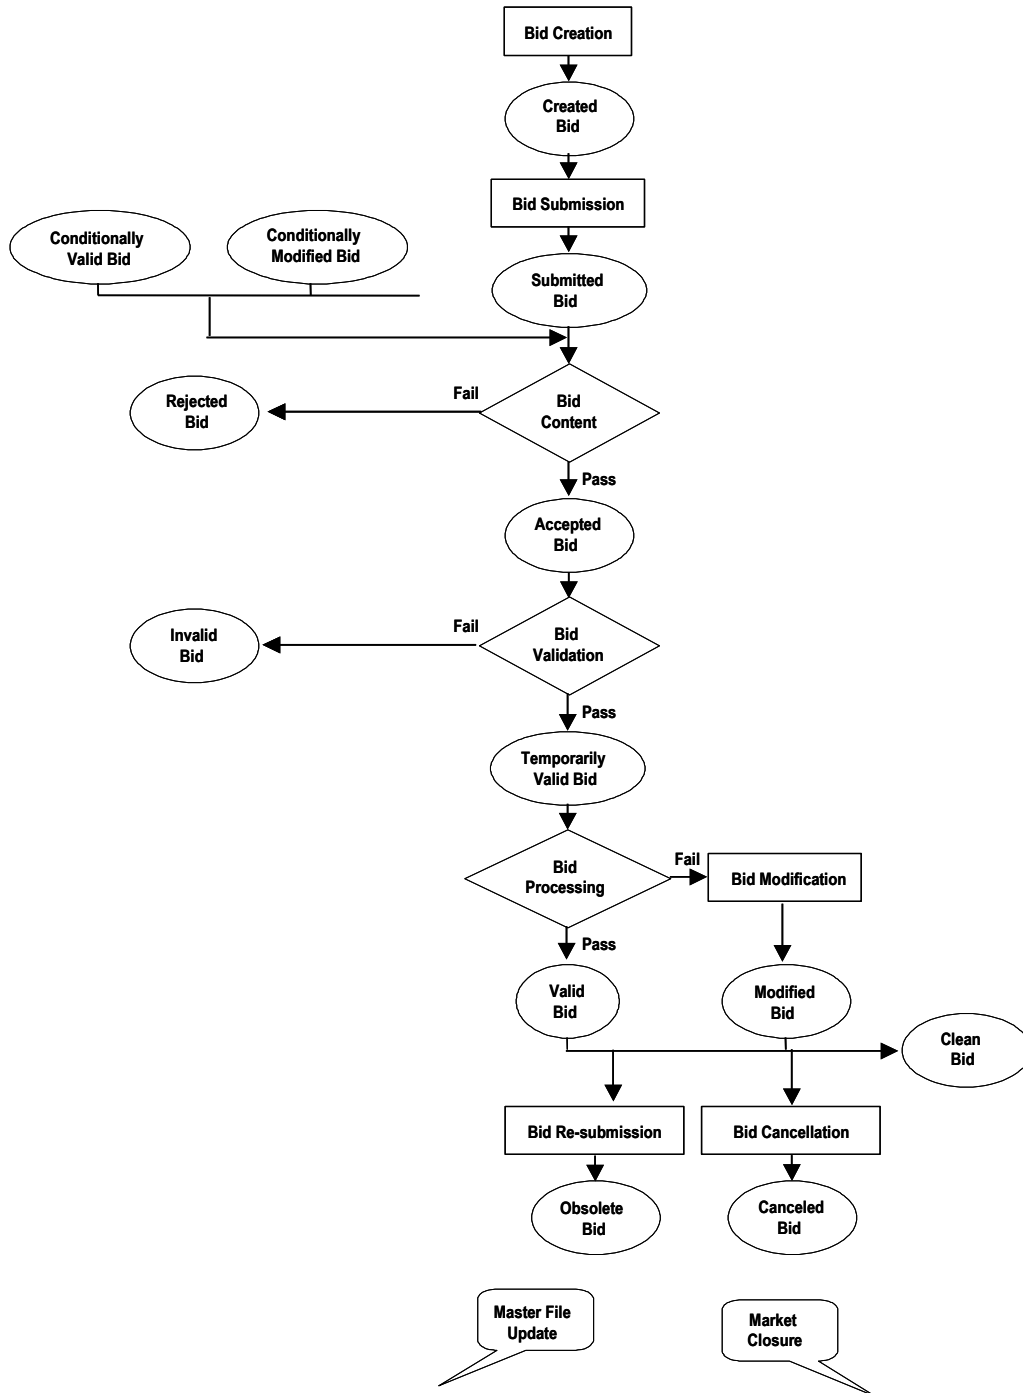 Bid Creation
Created
Bid
Bid Submission
Conditionally
Valid Bid
Conditionally
Modified Bid
Submitted
Bid
Rejected
Bid
Fail
Bid
Content
Pass
Accepted
Bid
Invalid
Bid
Fail
Bid
Validation
Pass
Temporarily
Valid Bid
Bid
Processing
Fail
Bid Modification
Pass
Valid
Bid
Modified
Bid
Clean
Bid
Bid Re-submission
Bid Cancellation
Obsolete
Bid
Canceled
Bid
Master File
Update
Market
Closure